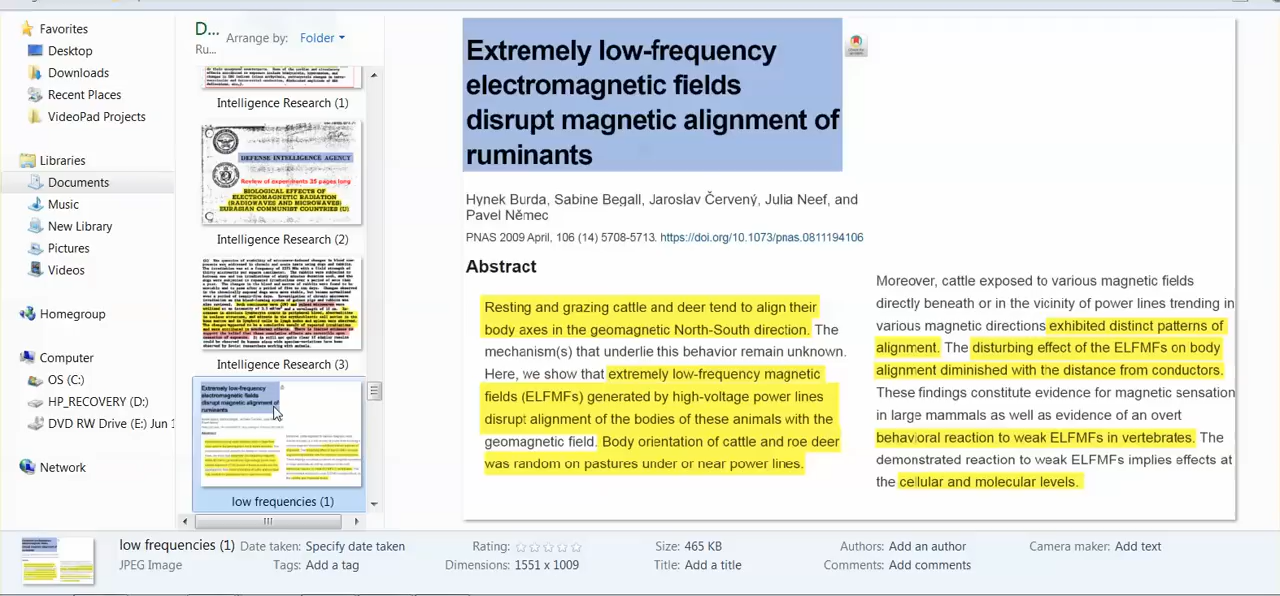 Favorites
Desktop
Downloads
Recent Places
VideoPad Projects
Libraries
Documents
Music
New Library
Pictures
Videos
Homegroup
Computer
OS (C:)
HP_RECOVERY (D:)
DVD RW Drive (E:) Jun 1
Network
D...
Ru...
Arrange by: Folder
Intelligence Research (1)
DEFENSE INTELLIGENCE AGENCY
Review of experiments 35 pages long
BIOLOGICAL EFFECTS OF
ELECTROMAGNETIC RADIATION
(RADIOWAVES AND MICROWAVES)
EURASIAN COMMUNIST COUNTRIES (U)
Intelligence Research (2)
Intelligence Research (3)
Extremely low-frequency
electromagnetic fields
disrupt magnetic alignment of
ruminants
low frequencies (1)
Extremely low-frequency
electromagnetic fields
disrupt magnetic alignment of
ruminants
Hynek Burda, Sabine Begall, Jaroslav Červený, Julia Neef, and
Pavel Němec
PNAS 2009 April, 106 (14) 5708-5713. https://doi.org/10.1073/pnas.0811194106
Abstract
Resting and grazing cattle and deer tend to align their
body axes in the geomagnetic North-South direction. The
mechanism(s) that underlie this behavior remain unknown.
Here, we show that extremely low-frequency magnetic
fields (ELFMFs) generated by high-voltage power lines
disrupt alignment of the bodies of these animals with the
geomagnetic field. Body orientation of cattle and roe deer
was random on pastures under or near power lines.
Moreover, cattle exposed to various magnetic fields
directly beneath or in the vicinity of power lines trending in
various magnetic directions exhibited distinct patterns of
alignment. The disturbing effect of the ELFMFs on body
alignment diminished with the distance from conductors.
These findings constitute evidence for magnetic sensation
in large mammals as well as evidence of an overt
behavioral reaction to weak ELFMFs in vertebrates. The
demonstrated reaction to weak ELFMFs implies effects at
the cellular and molecular levels.
low frequencies (1) Date taken: Specify date taken Rating: Size: 465 KB Authors: Add an author Camera maker: Add text
JPEG Image Tags: Add a tag Dimensions: 1551 x 1009 Title: Add a title Comments: Add comments